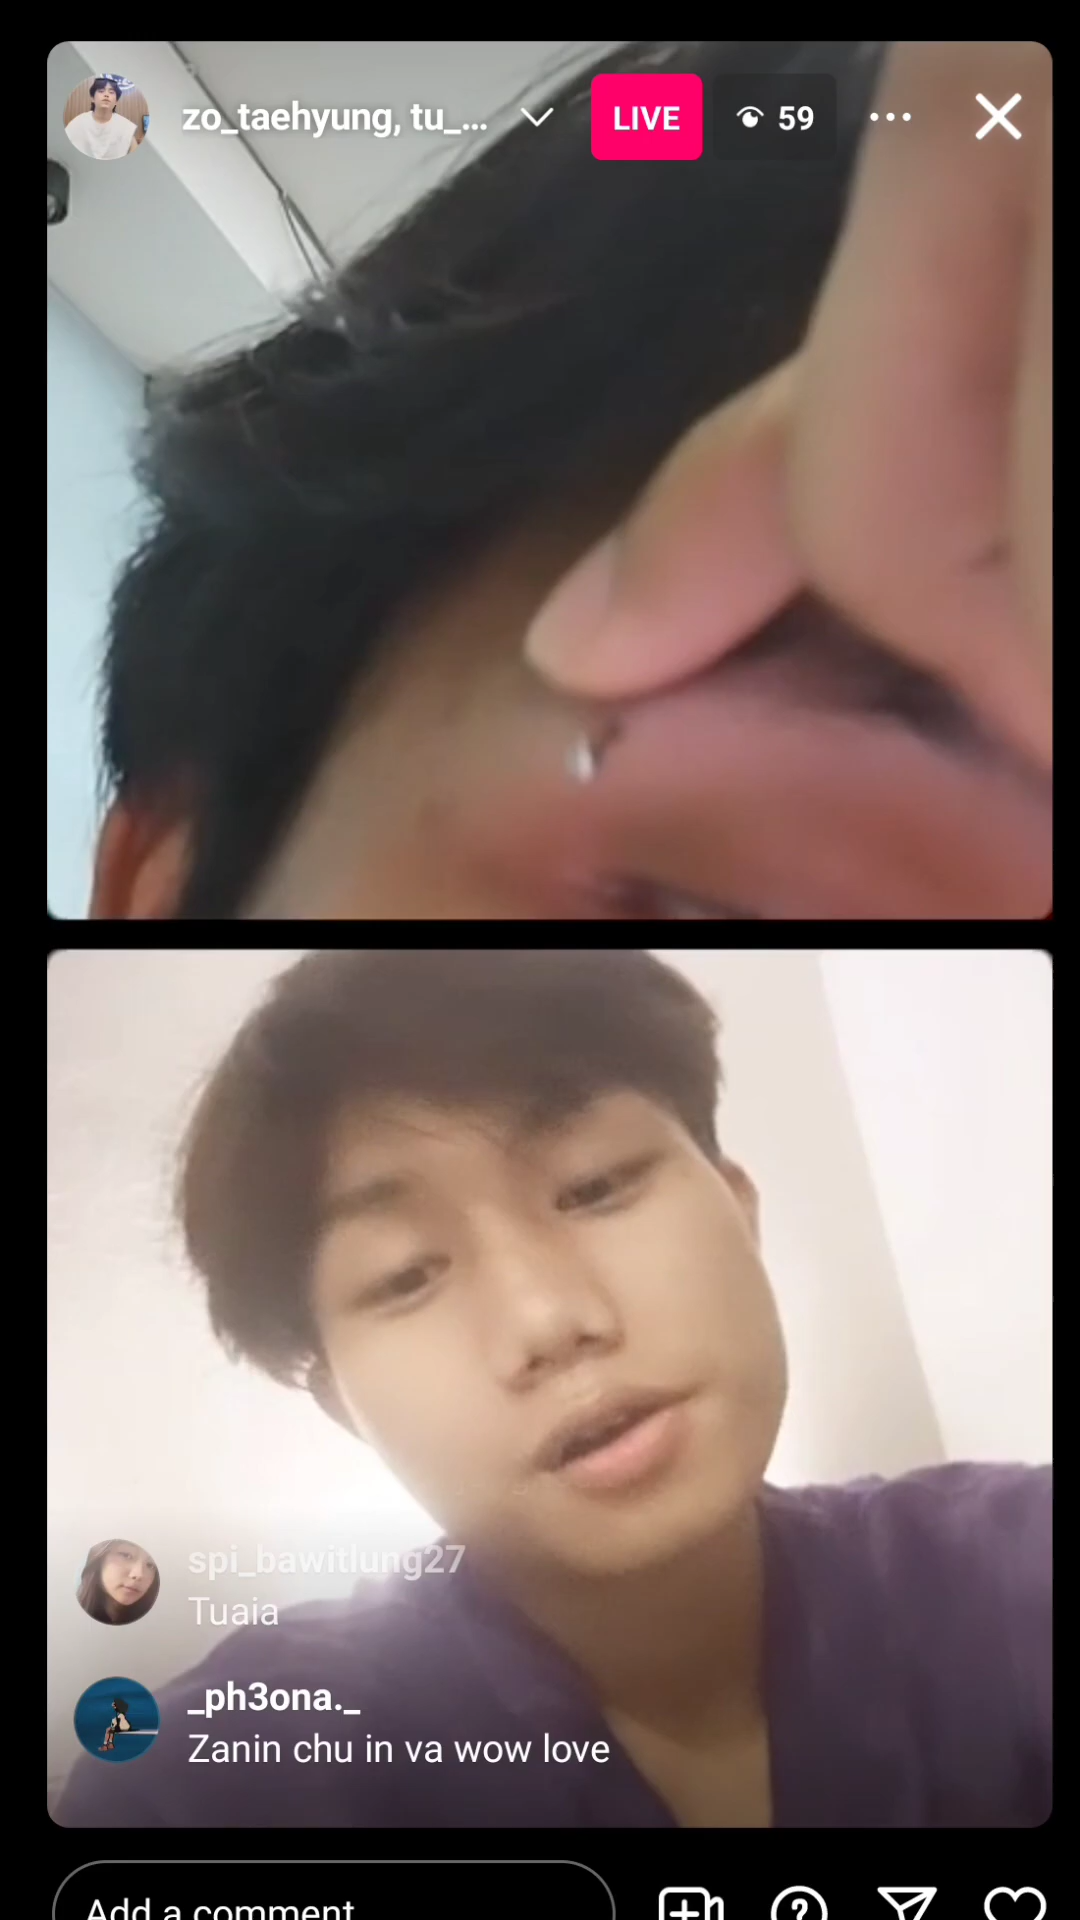 zo_taehyung, tu_...
LIVE
59
spi_bawitlung27
Tuaia
_ph3ona._
Zanin chu in va wow love
Add a comment